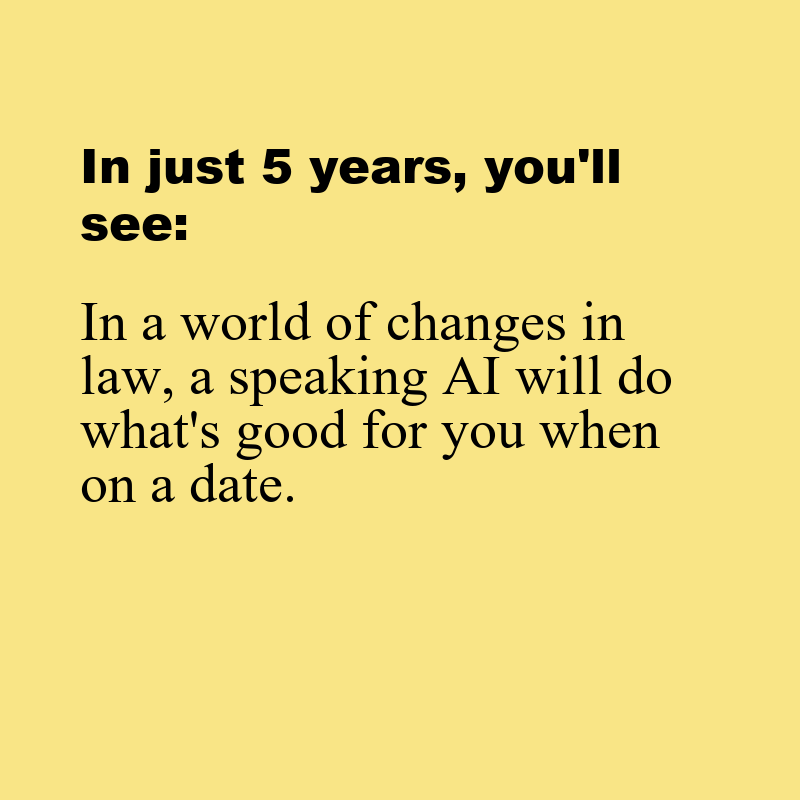 In just 5 years, you'll
see:
In a world of changes in
law, a speaking AI will do
what's good for you when
on a date.